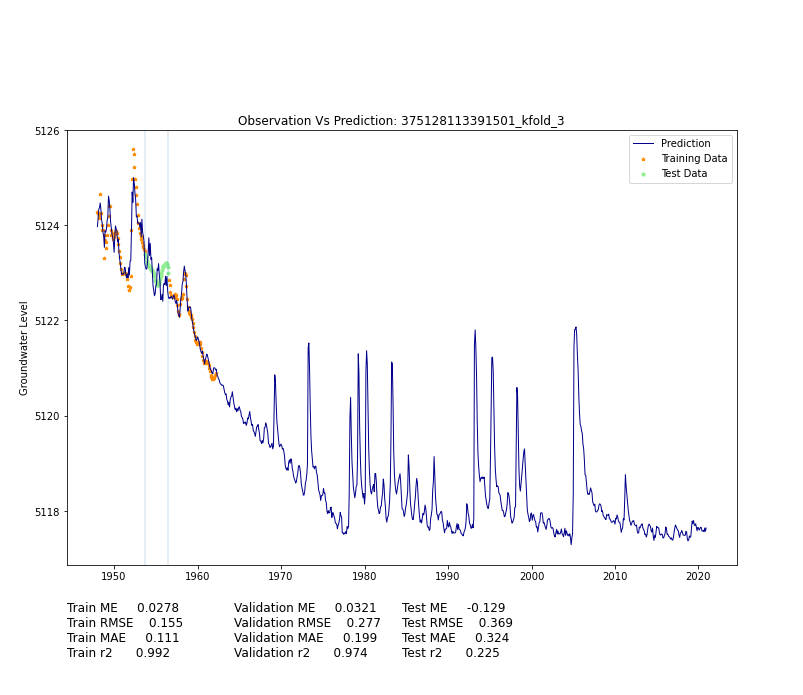 Observation Vs Prediction: 375128113391501_kfold_3
5126
5124
5122
5120
5118
Groundwater Level
Prediction
Training Data
Test Data
1950 1960 1970 1980 1990 2000 2010 2020
Train ME 0.0278 Validation ME 0.0321 Test ME -0.129
Train RMSE 0.155 Validation RMSE 0.277 Test RMSE 0.369
Train MAE 0.111 Validation MAE 0.199 Test MAE 0.324
Train r2 0.992 Validation r2 0.974 Test r2 0.225